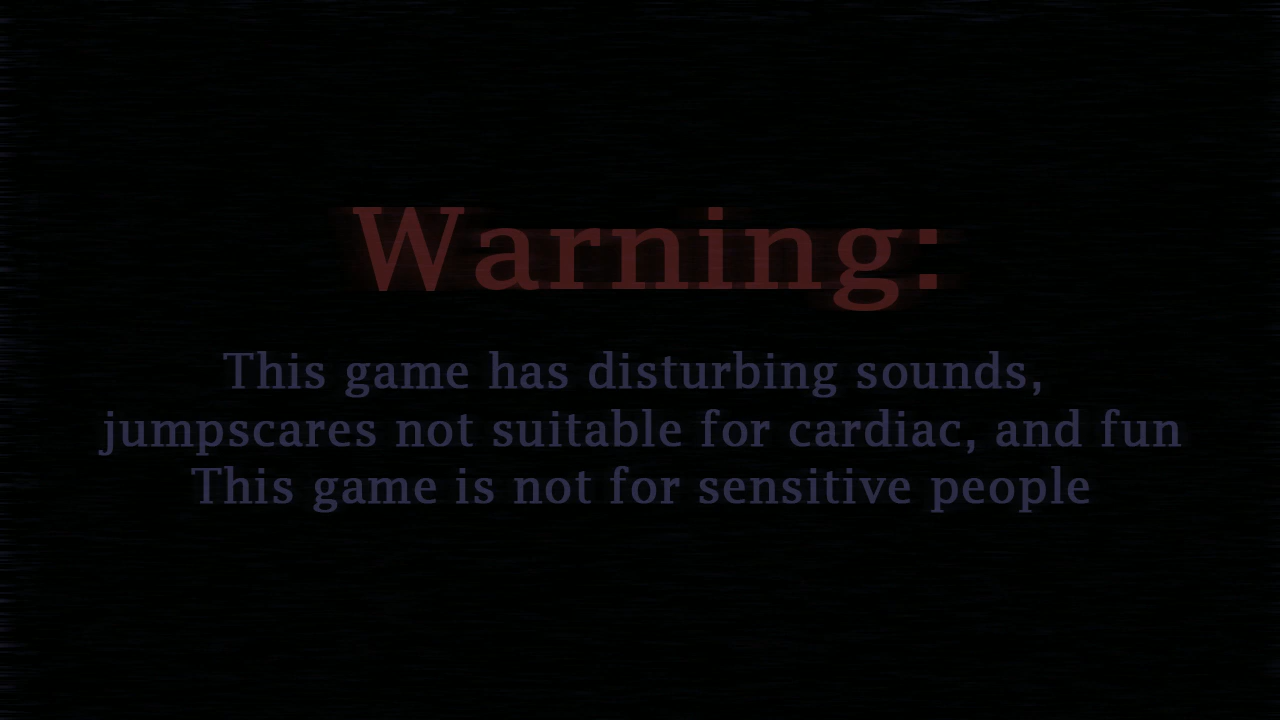 Warning:
This game has disturbing sounds,
jumpscares not suitable for cardiac, and fun
This game is not for sensitive people